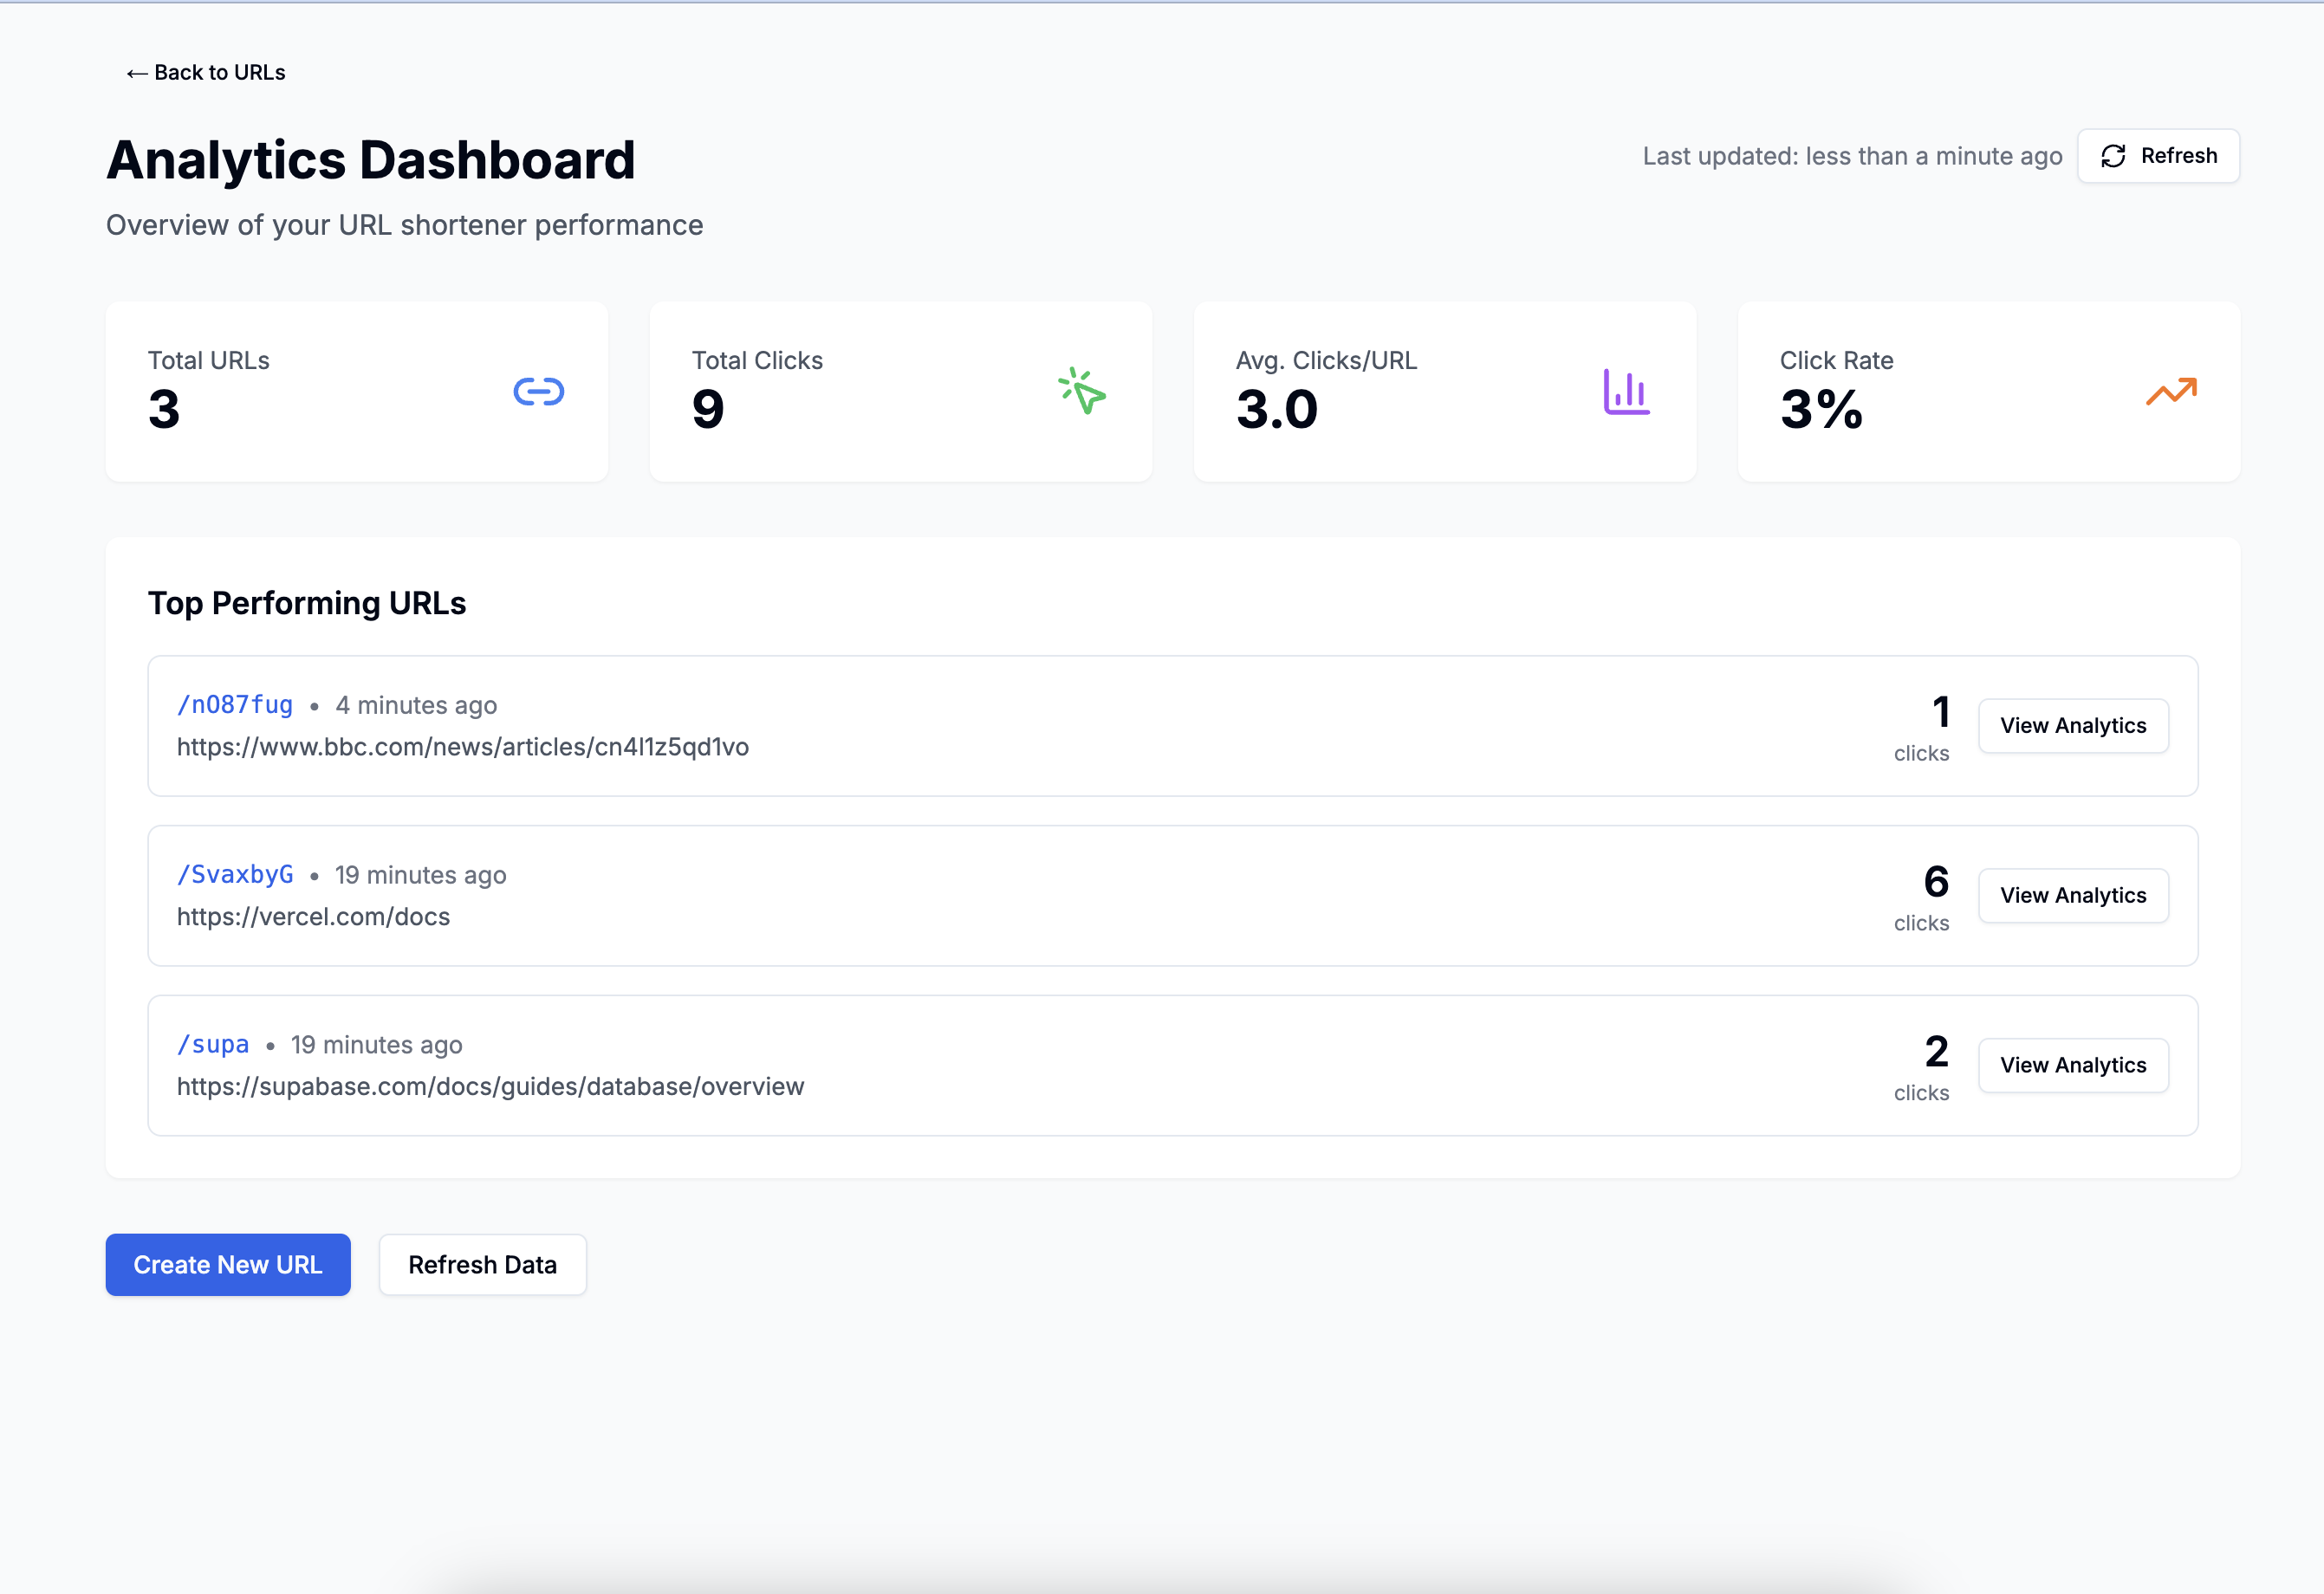 ← Back to URLs
Analytics Dashboard
Last updated: less than a minute ago
Refresh
Overview of your URL shortener performance
Total URLs
3
Total Clicks
9
Avg. Clicks/URL
3.0
Click Rate
3%
Top Performing URLs
/nO87fug • 4 minutes ago
https://www.bbc.com/news/articles/cn4l1z5qd1vo
1
clicks
View Analytics
/SvaxbyG • 19 minutes ago
https://vercel.com/docs
6
clicks
View Analytics
/supa • 19 minutes ago
https://supabase.com/docs/guides/database/overview
2
clicks
View Analytics
Create New URL
Refresh Data